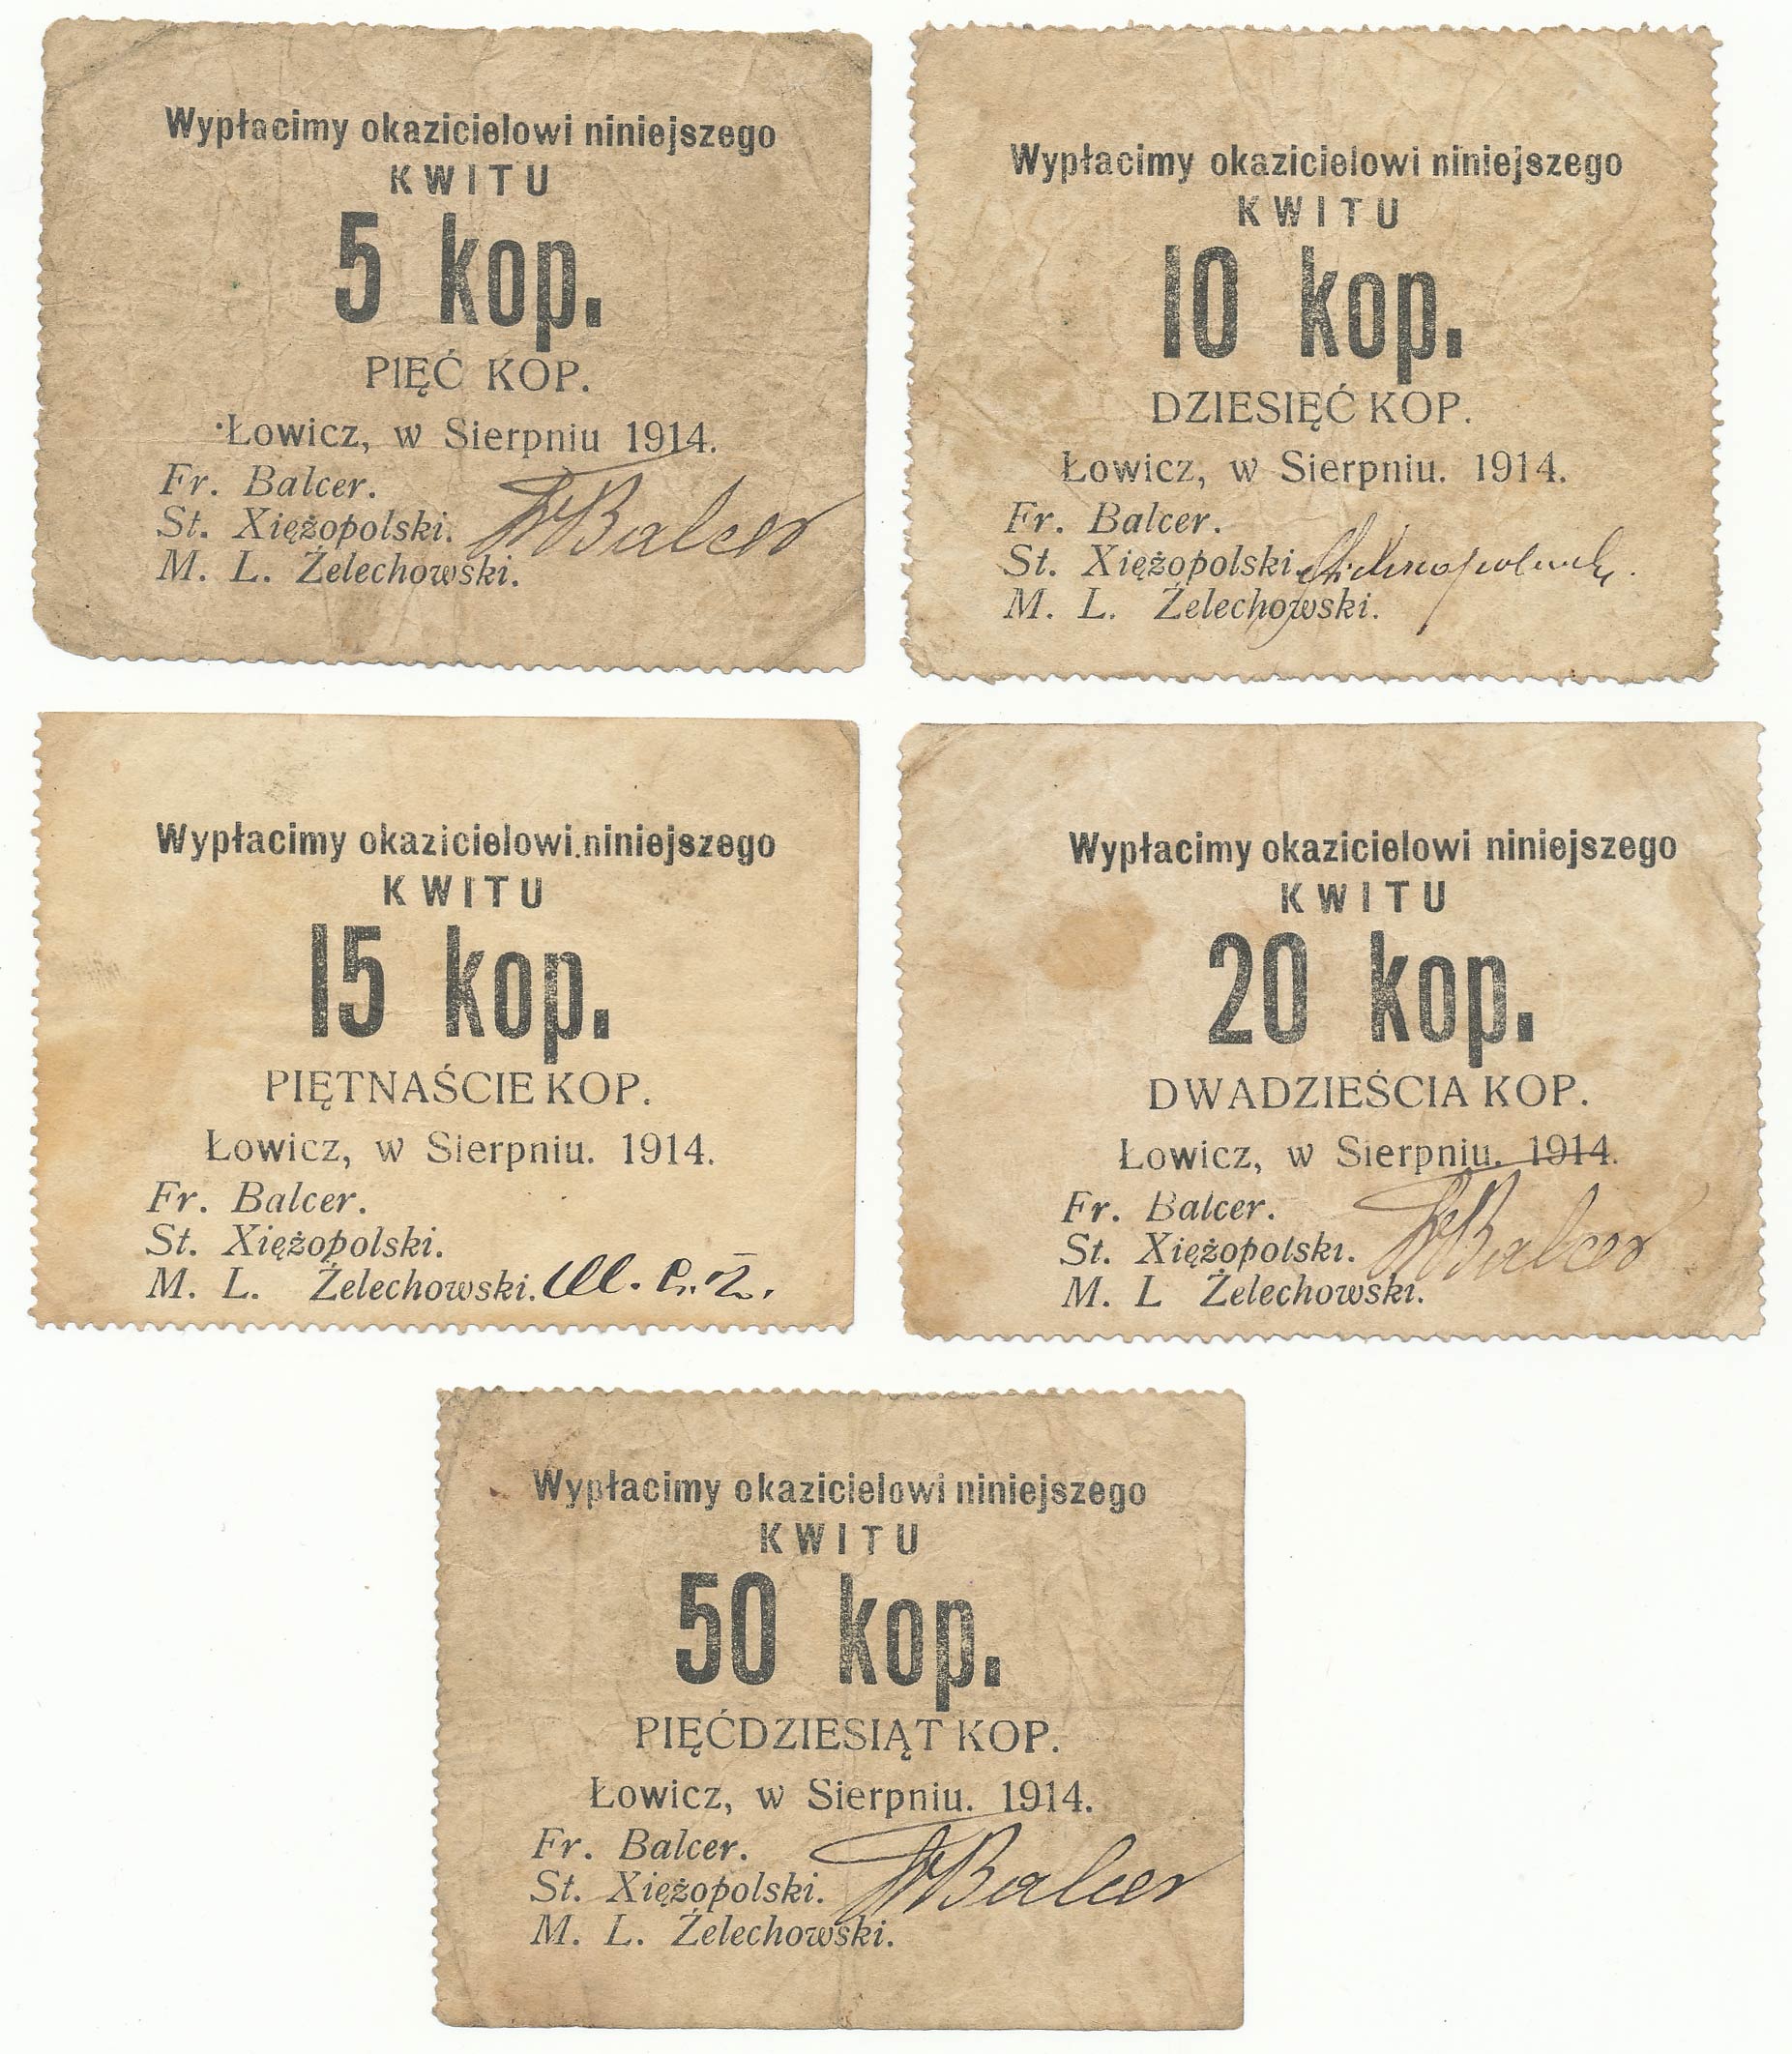 Wypłacimy okazicielowi niniejszego
KWITU
5 kop.
PIĘĆ KOP.
Łowicz, w Sierpniu 1914.
Fr. Balcer.
St. Xiężopolski. FrBalcer
M. L. Żelechowski.
Wypłacimy okazicielowi niniejszego
KWITU
10 kop.
DZIESIĘĆ KOP.
Łowicz, w Sierpniu. 1914.
Fr. Balcer.
St. Xiężopolski.
M. L. Żelechowski.
Wypłacimy okazicielowi niniejszego
KWITU
15 kop.
PIĘTNAŚCIE KOP.
Łowicz, w Sierpniu. 1914.
Fr. Balcer.
St. Xiężopolski.
M. L. Żelechowski. M. L. Ż.
Wypłacimy okazicielowi niniejszego
KWITU
20 kop.
DWADZIEŚCIA KOP.
Łowicz, w Sierpniu. 1914.
Fr. Balcer.
St. Xiężopolski. FrBalcer
M. L Żelechowski.
Wypłacimy okazicielowi niniejszego
KWITU
50 kop.
PIĘĆDZIESIĄT KOP.
Łowicz, w Sierpniu. 1914.
Fr. Balcer.
St. Xiężopolski. FrBalcer
M. L. Żelechowski.